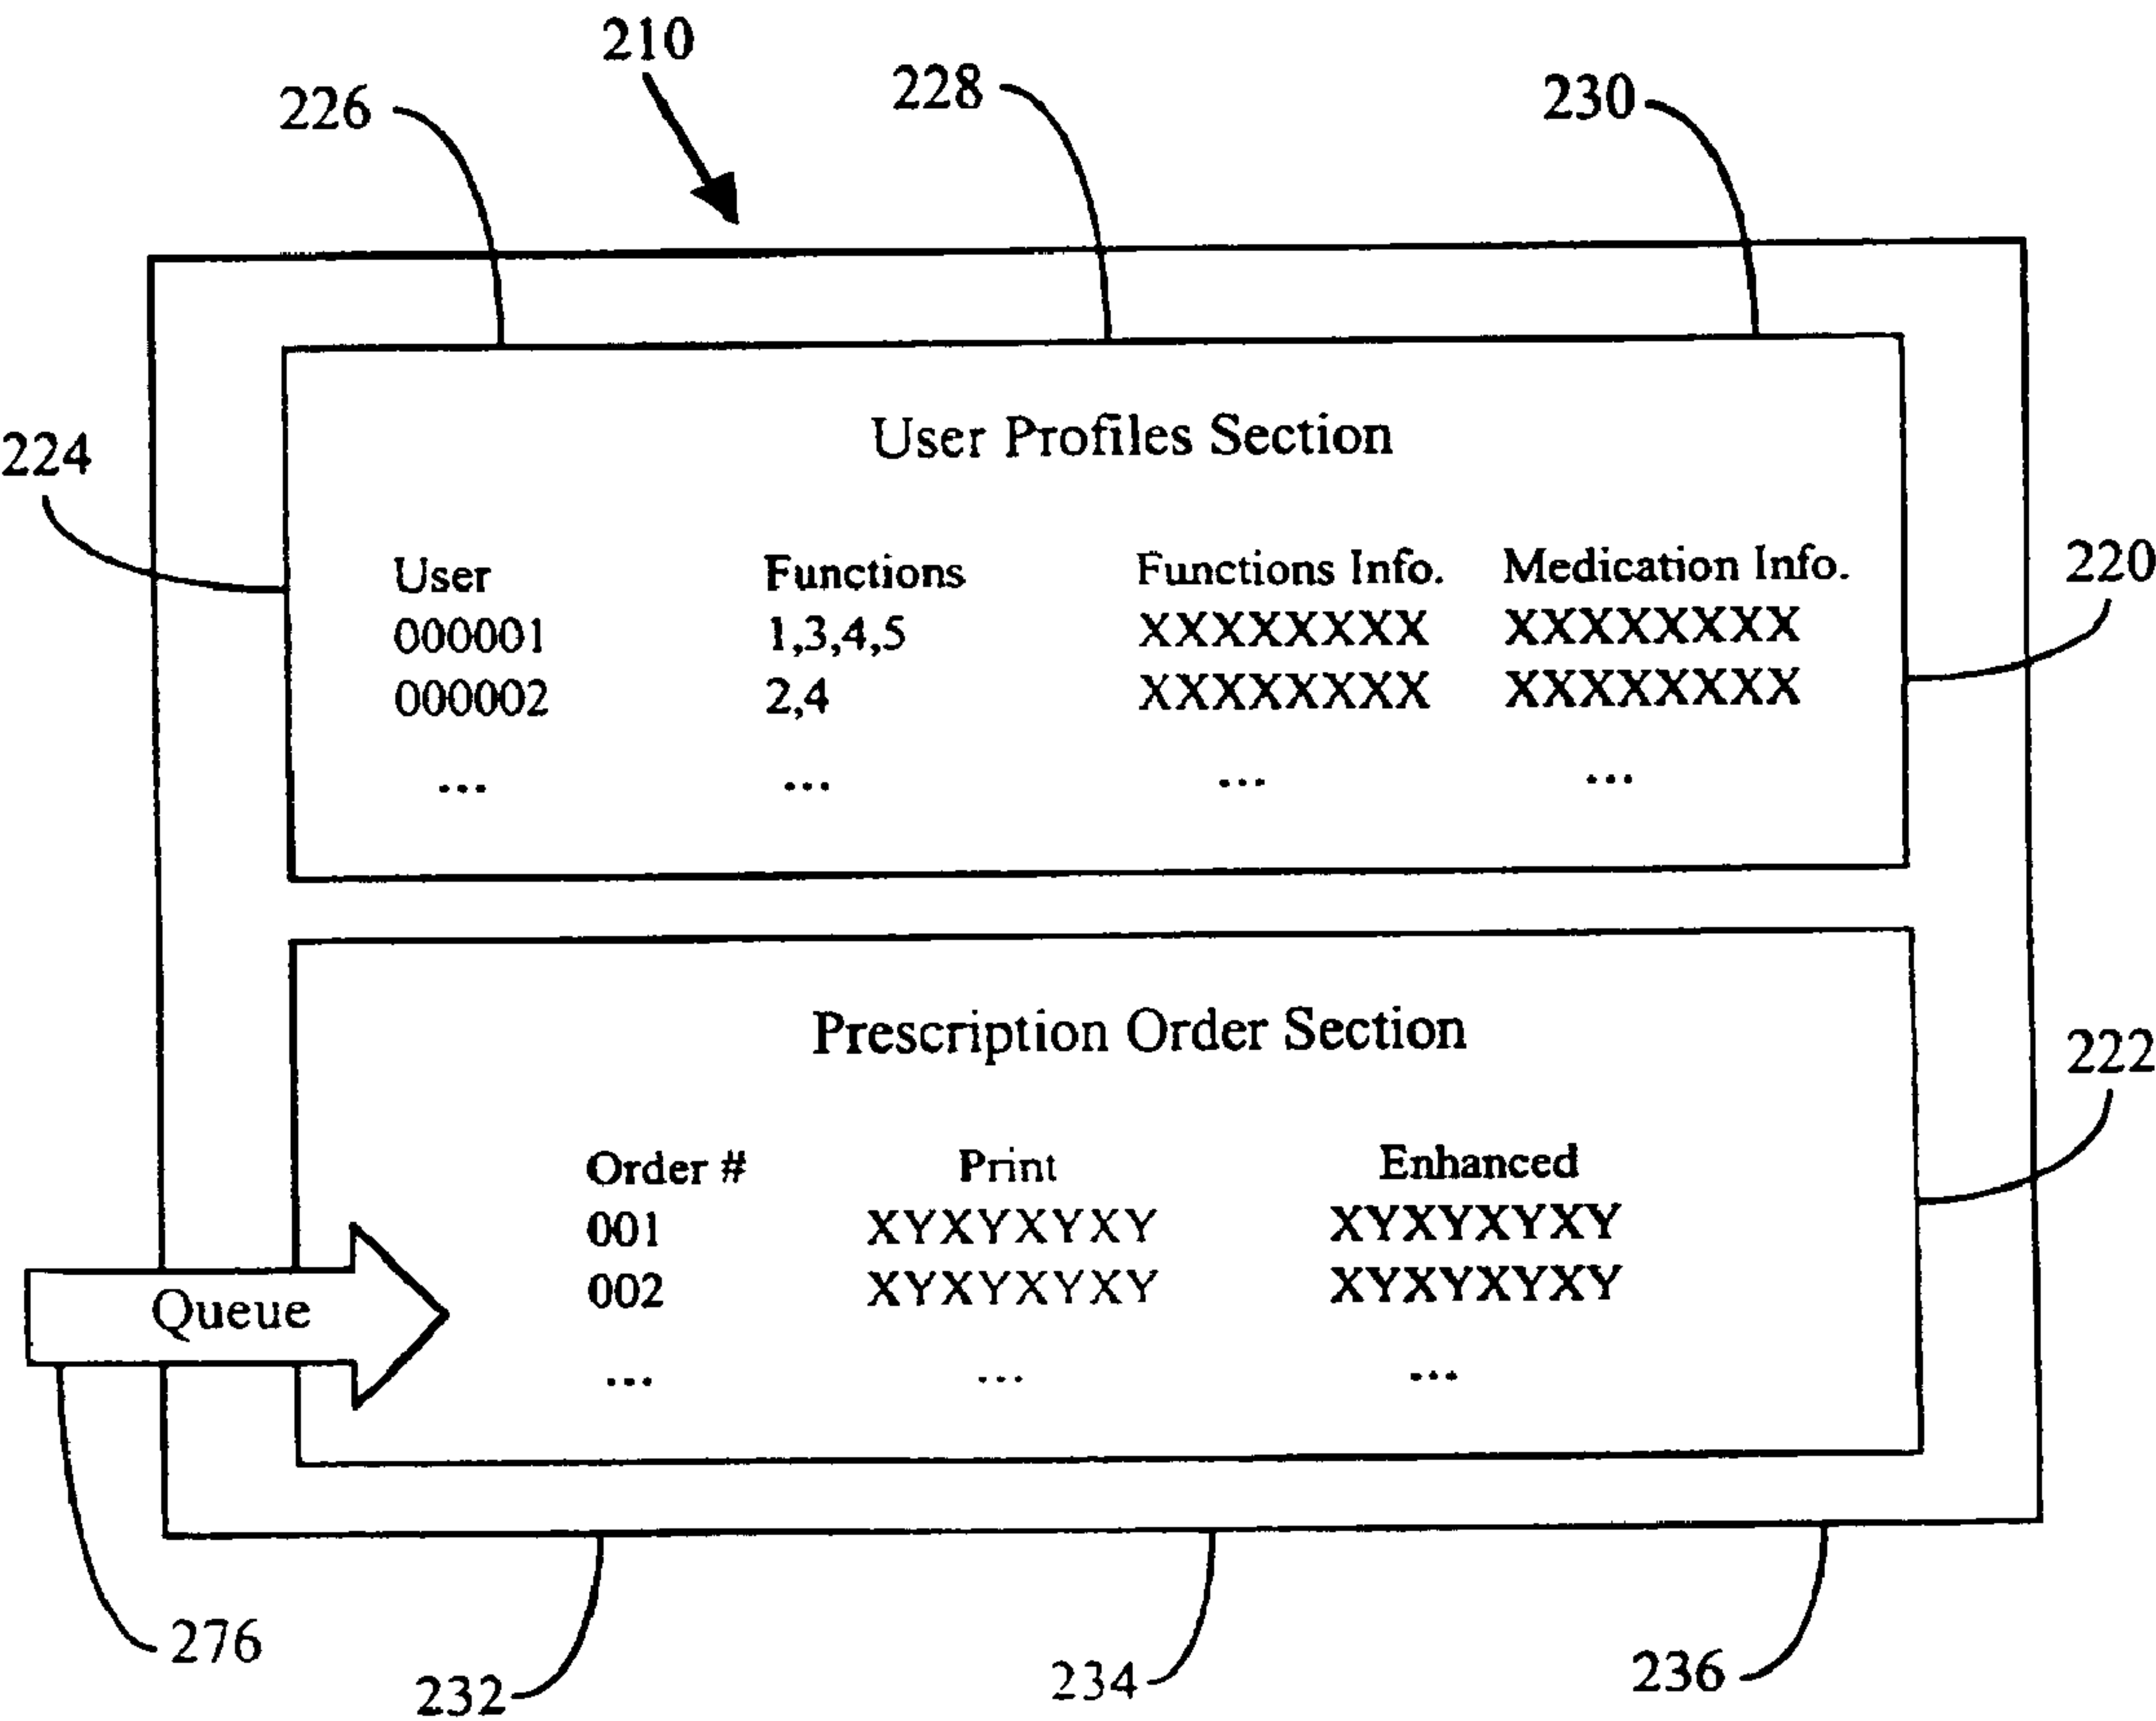 210
226
228
230
User Profiles Section
224
User Functions Functions Info. Medication Info.
000001 1,3,4,5 XXXXXXXX XXXXXXXX
000002 2,4 XXXXXXXX XXXXXXXX
... ... ... ...
220
Prescription Order Section
222
Order # Print Enhanced
001 XYXYXYXY XYXYXYXY
002 XYXYXYXY XYXYXYXY
Queue
... ... ...
276
232
234
236